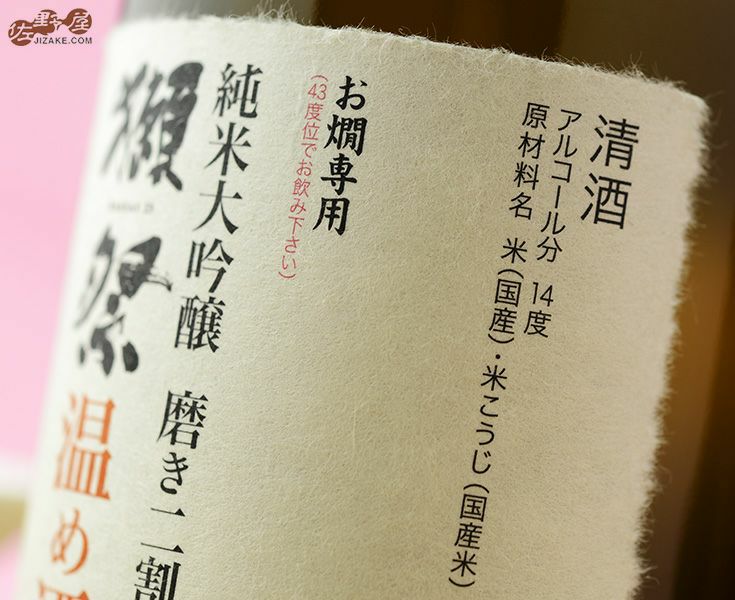 佐野屋
JIZAKE.COM
清酒
アルコール分 14度
原材料名 米(国産)・米こうじ(国産米)
お燗専用
(43度位でお飲み下さい)
純米大吟醸 磨き二割
獺祭
温め